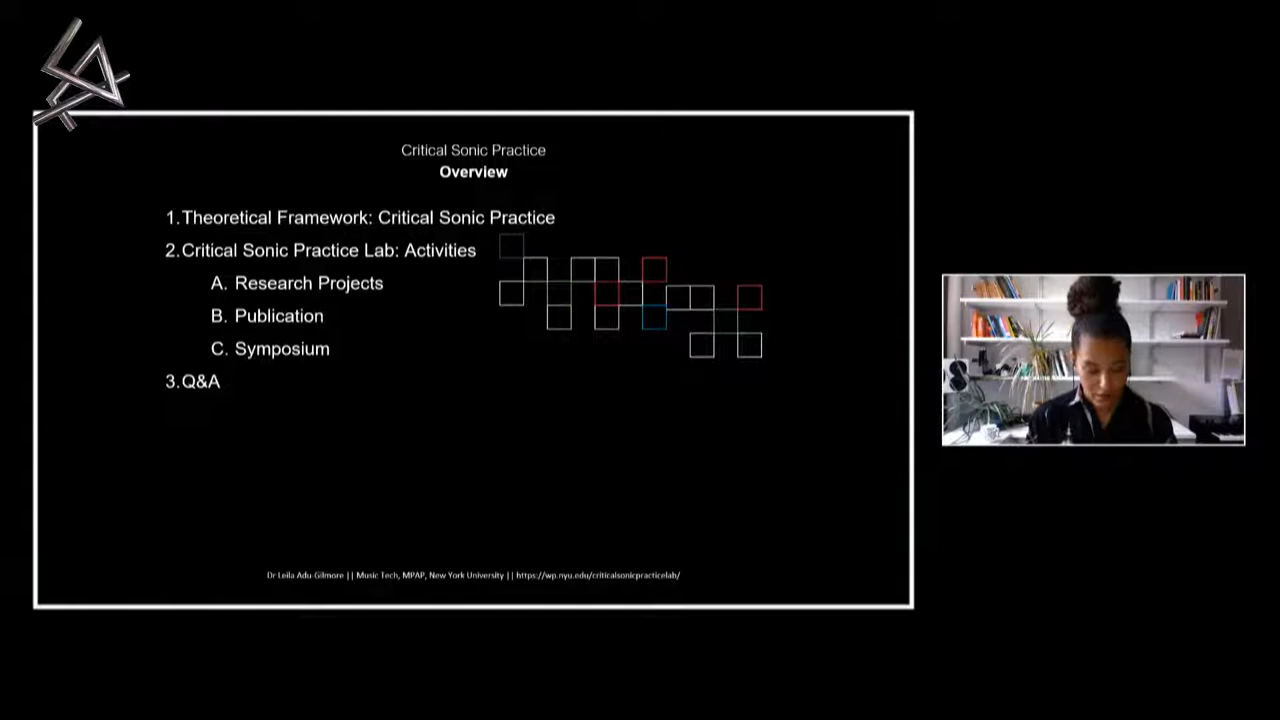 Critical Sonic Practice
Overview
1. Theoretical Framework: Critical Sonic Practice
2. Critical Sonic Practice Lab: Activities
A. Research Projects
B. Publication
C. Symposium
3. Q&A
Dr Leila Adu-Gilmore || Music Tech, MPAP, New York University || https://wp.nyu.edu/criticalsonicpracticelab/